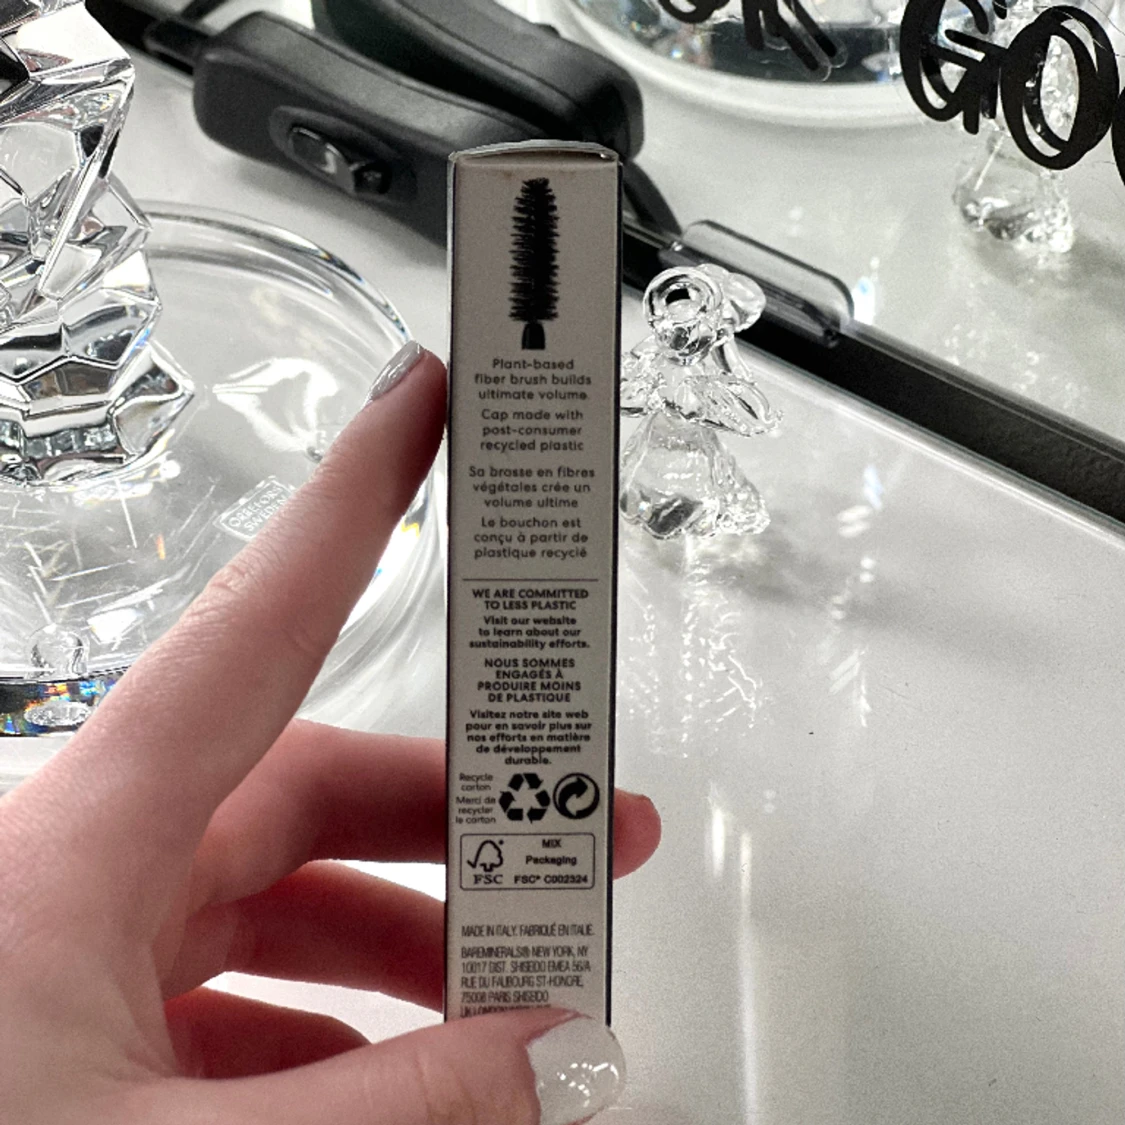 GO
Plant-based
fiber brush builds
ultimate volume
Cap made with
post-consumer
recycled plastic
Sa brosse en fibres
végétales crée un
volume ultime
Le bouchon est
conçu à partir de
plastique recyclé
WE ARE COMMITTED
TO LESS PLASTIC
Visit our website
to learn about our
sustainability efforts.
NOUS SOMMES
ENGAGÉS À
PRODUIRE MOINS
DE PLASTIQUE
Visitez notre site web
pour en savoir plus sur
nos efforts en matière
de développement
durable.
Recycle
carton
Merci de
recycler
le carton
MIX
Packaging
FSC® C002324
FSC
MADE IN ITALY. FABRIQUÉ EN ITALIE.
BAREMINERALS® NEW YORK, NY
10017 DIST. SHISEIDO EMEA 56A
RUE DU FAUBOURG ST-HONORE,
75008 PARIS SHISEIDO
UK LONDON
ORREFORS
SWEDEN